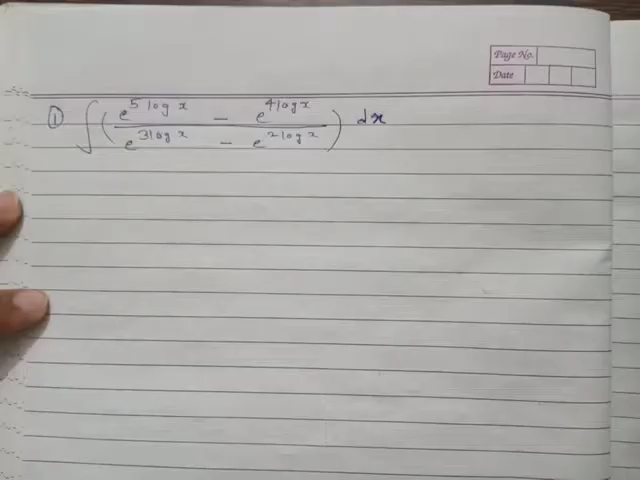 Page No.
Date
① ∫ ( (e^{5 log x} − e^{4 log x}) / (e^{3 log x} − e^{2 log x}) ) dx